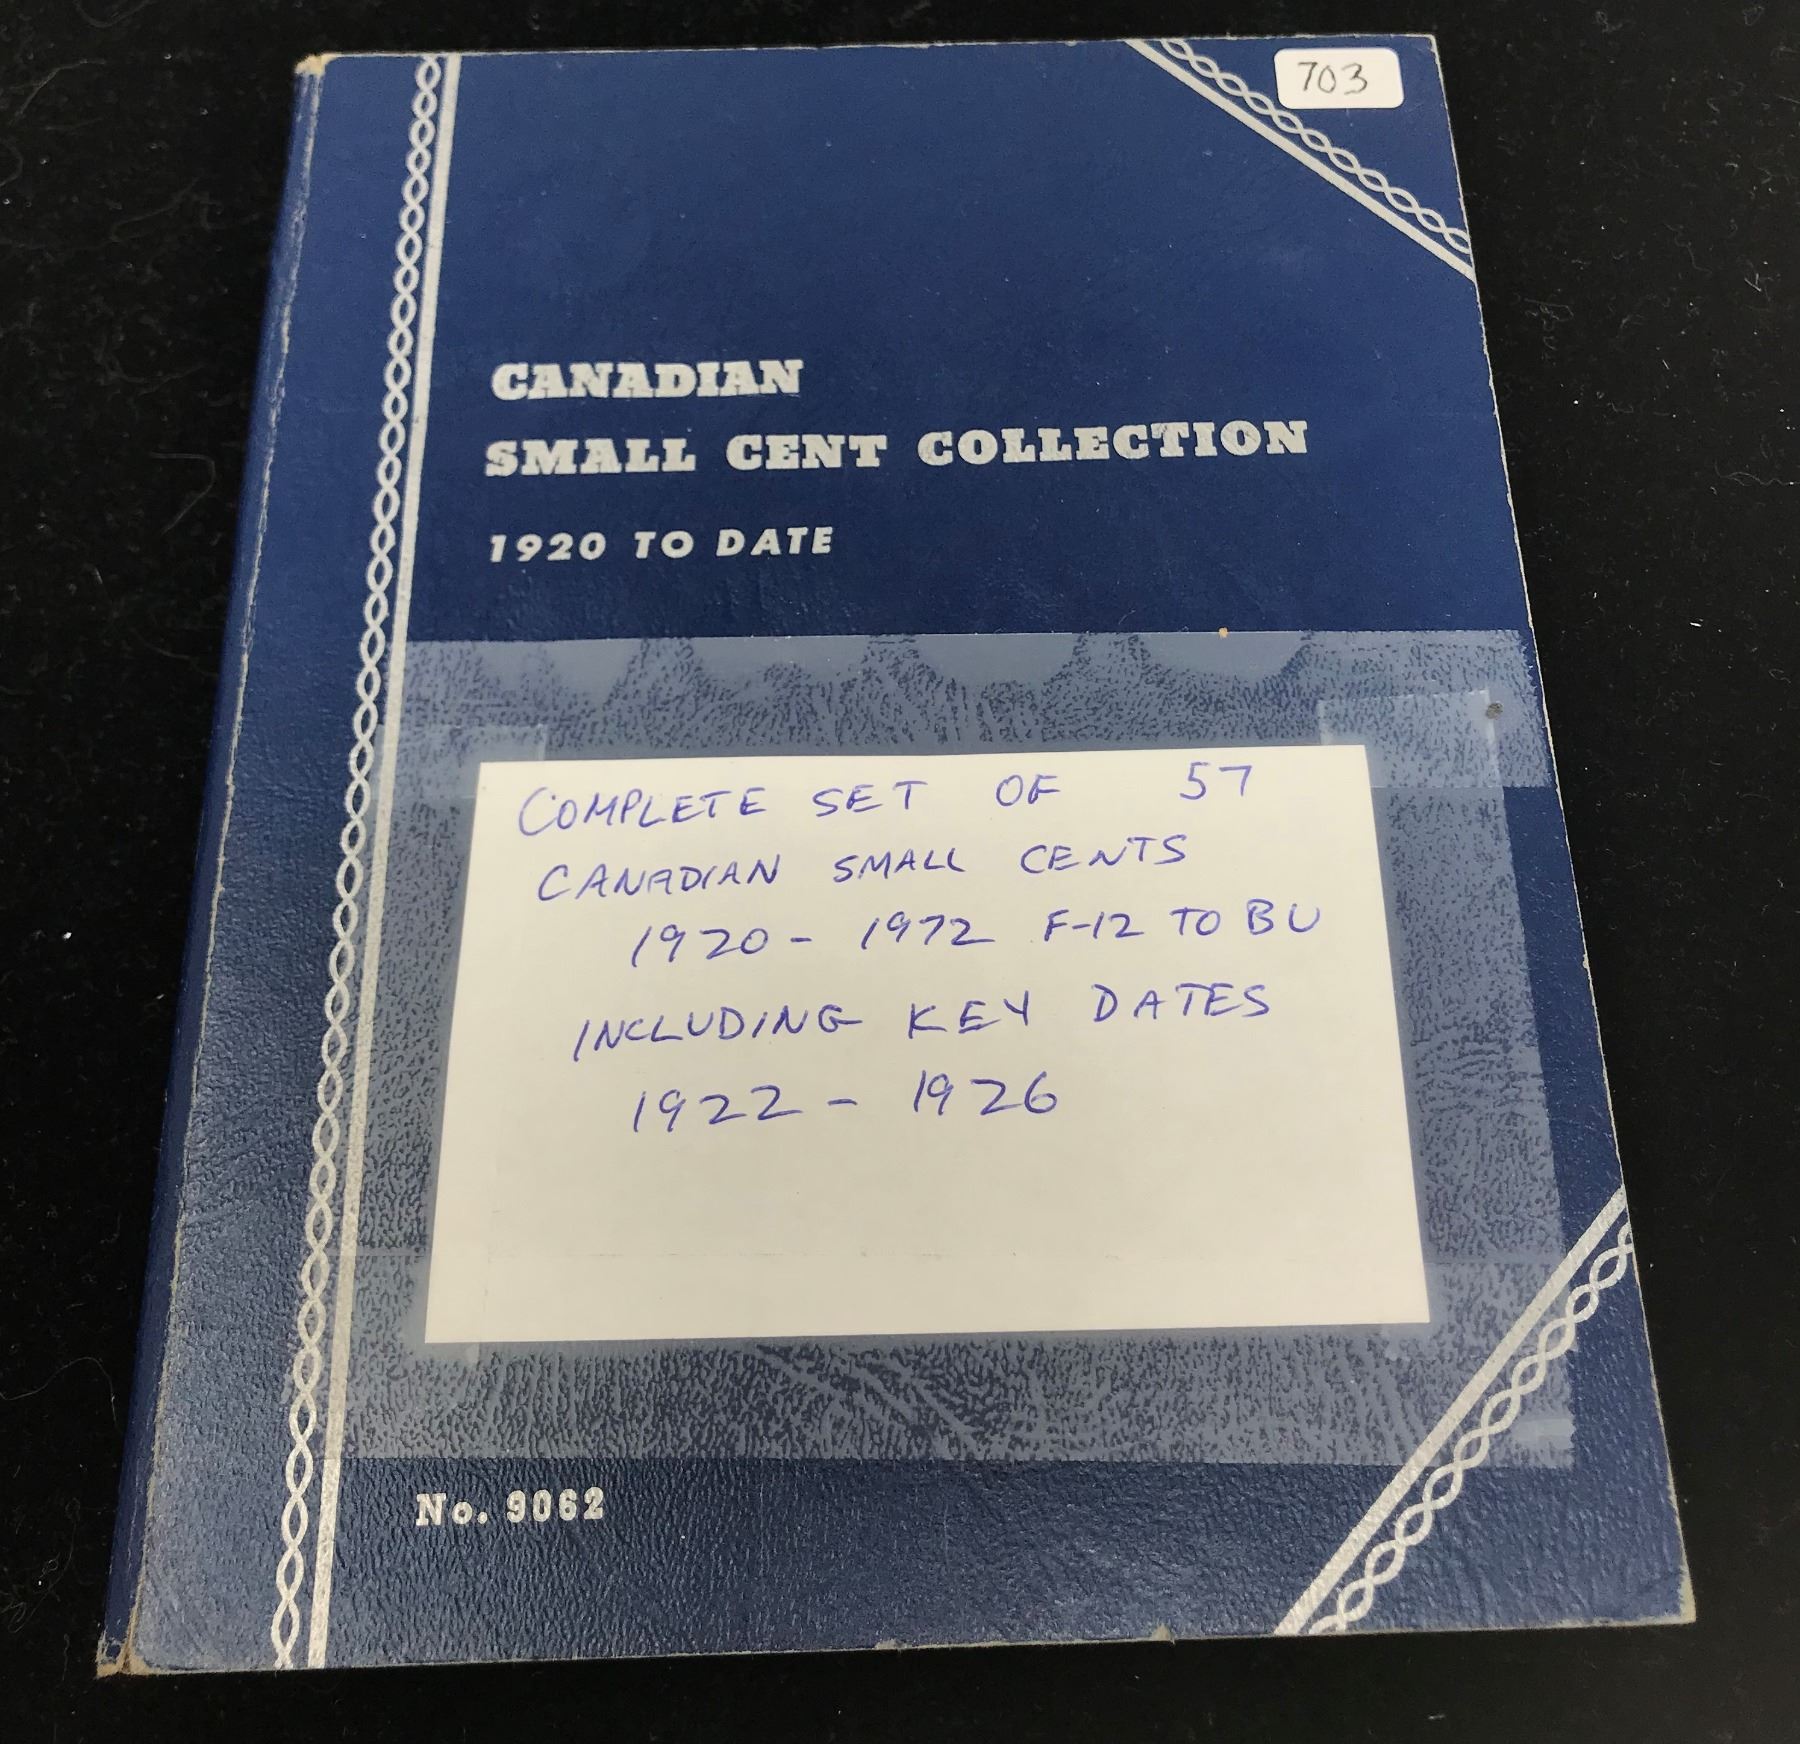 703
CANADIAN
SMALL CENT COLLECTION
1920 TO DATE
COMPLETE SET OF 57
CANADIAN SMALL CENTS
1920 - 1972 F-12 TO BU
INCLUDING KEY DATES
1922 - 1926
No. 9062